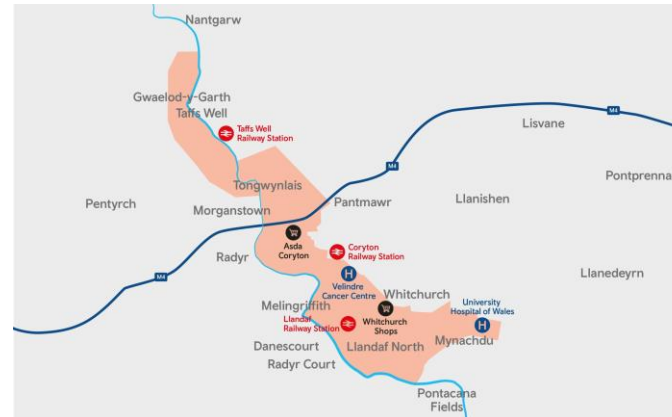 Nantgarw
Gwaelod-y-Garth
Taffs Well
Taffs Well
Railway Station
M4
Lisvane
M4
Pontprenna
Tongwynlais
Pentyrch
Morganstown
Pantmawr
Llanishen
Asda
Coryton
Coryton
Railway Station
Radyr
M4
Llanedeyrn
H
Velindre
Cancer Centre
Melingriffith
Whitchurch
University
Hospital of Wales
H
Llandaf
Railway Station
Whitchurch
Shops
Danescourt
Llandaf North
Mynachdu
Radyr Court
Pontacana
Fields